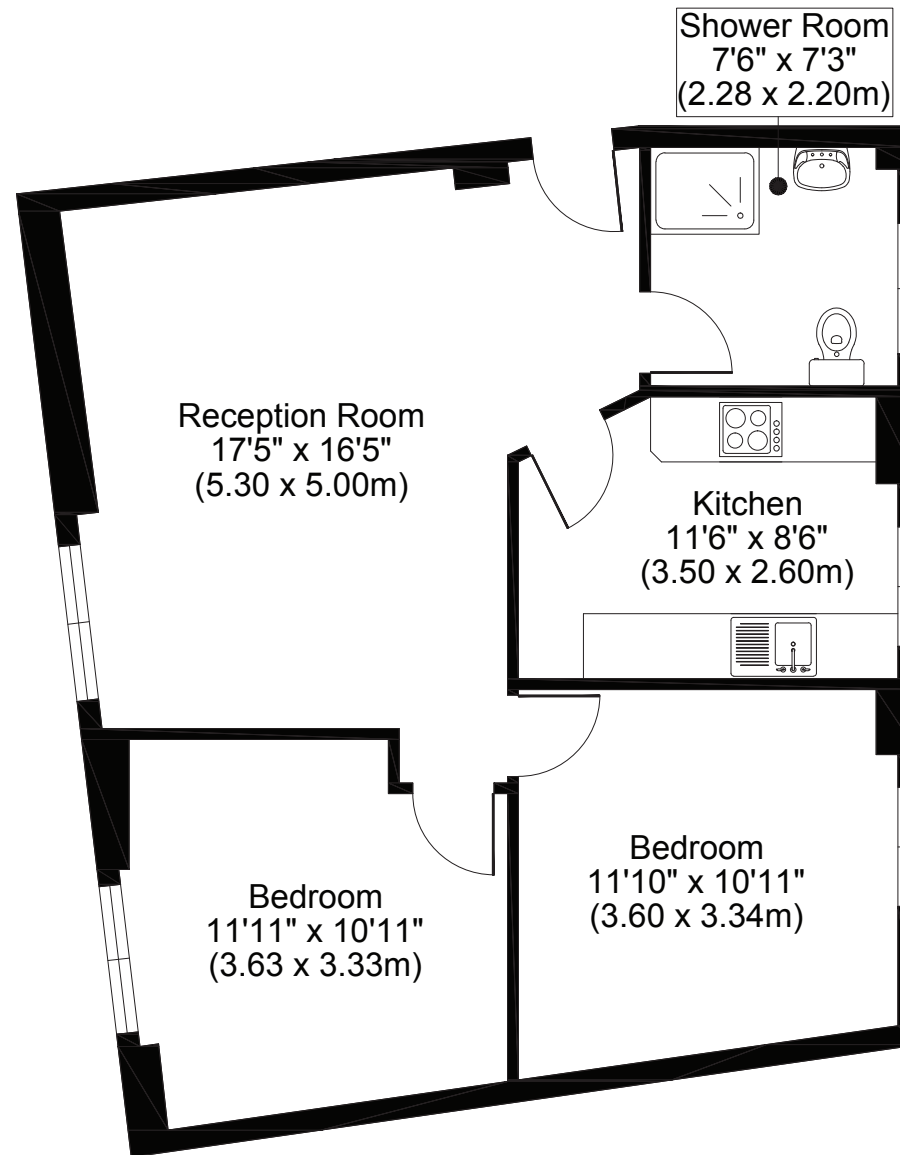 Shower Room
7'6" x 7'3"
(2.28 x 2.20m)
Reception Room
17'5" x 16'5"
(5.30 x 5.00m)
Kitchen
11'6" x 8'6"
(3.50 x 2.60m)
Bedroom
11'10" x 10'11"
(3.60 x 3.34m)
Bedroom
11'11" x 10'11"
(3.63 x 3.33m)